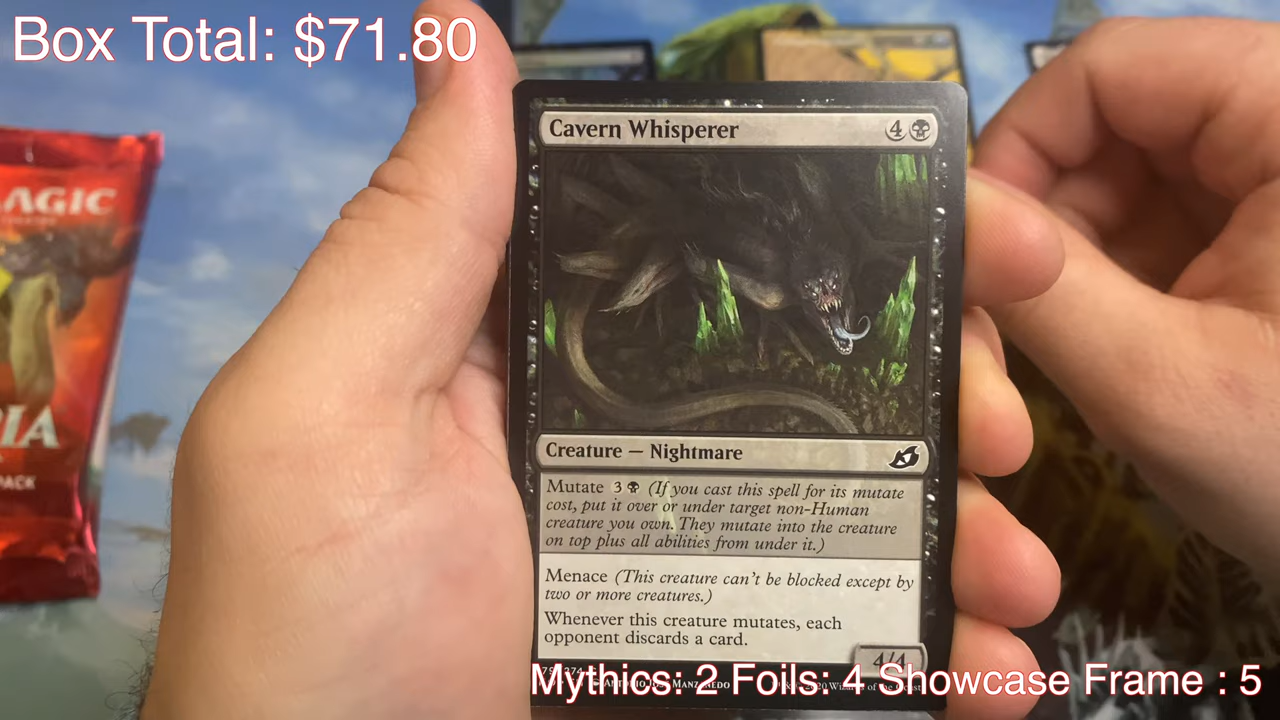 Box Total: $71.80
Cavern Whisperer 4
AGIC
IA
PACK
Creature — Nightmare
Mutate 3 (If you cast this spell for its mutate
cost, put it over or under target non-Human
creature you own. They mutate into the creature
on top plus all abilities from under it.)
Menace (This creature can't be blocked except by
two or more creatures.)
Whenever this creature mutates, each
opponent discards a card.
4/4
Mythics: 2 Foils: 4 Showcase Frame : 5